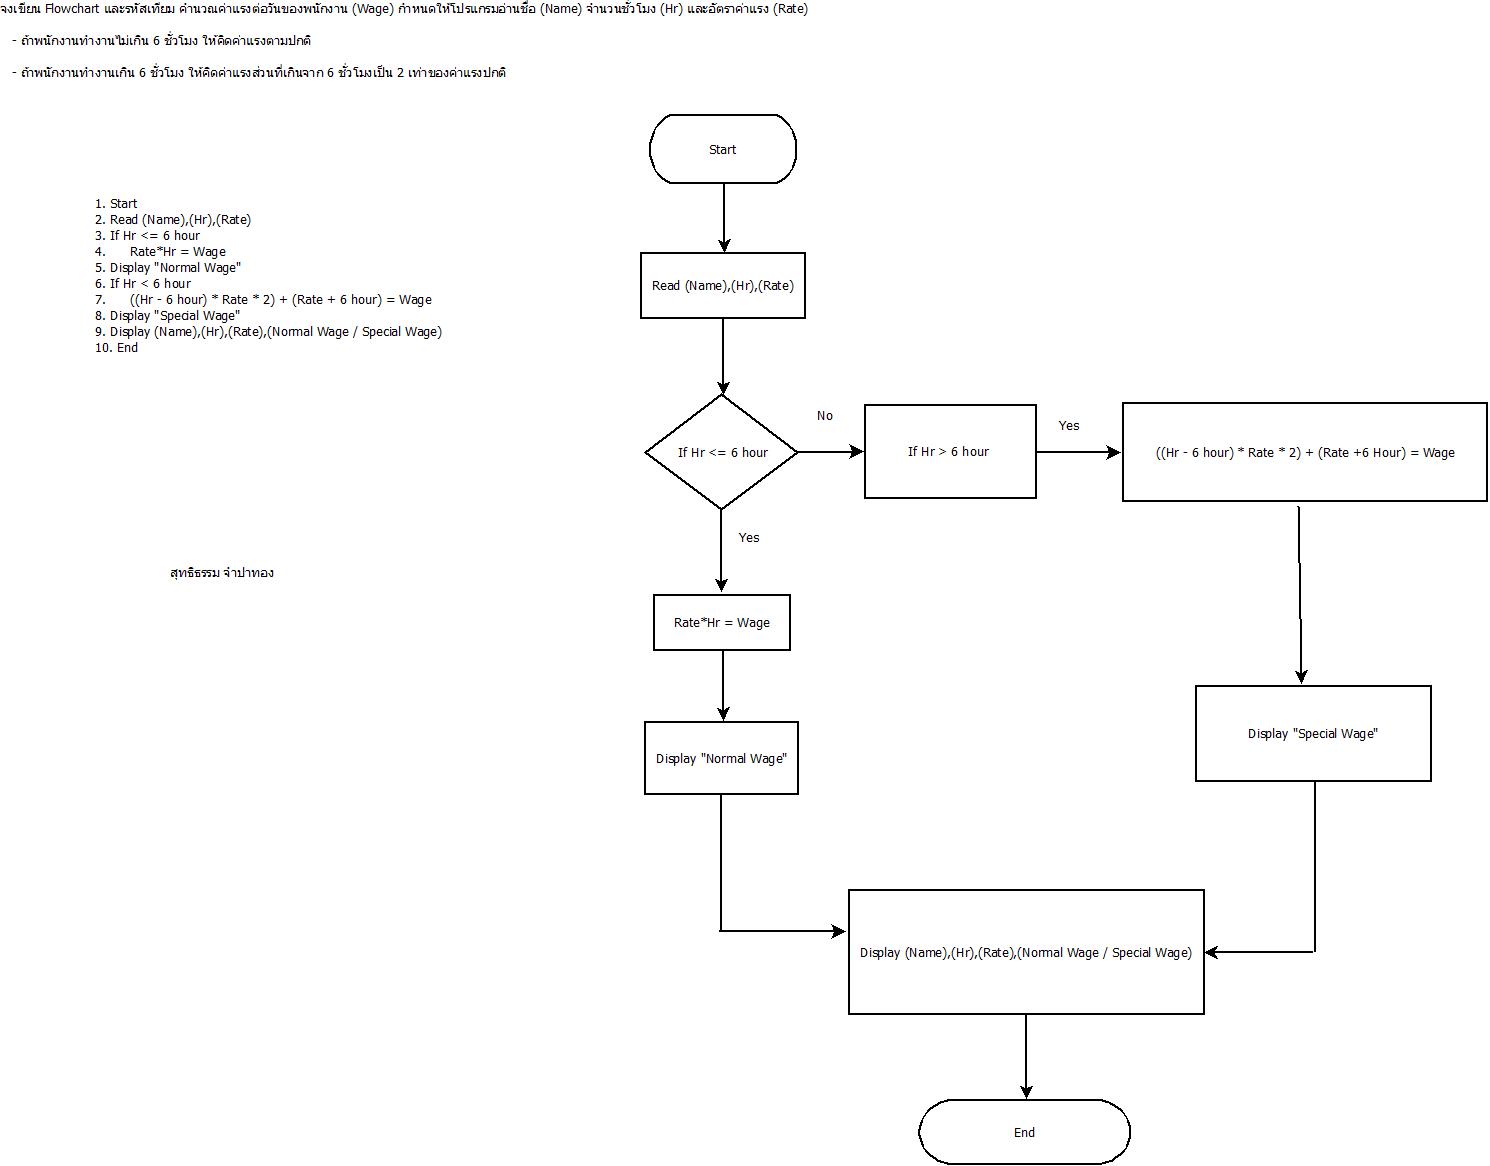 จงเขียน Flowchart และรหัสเทียม คำนวณค่าแรงต่อวันของพนักงาน (Wage) กำหนดให้โปรแกรมอ่านชื่อ (Name) จำนวนชั่วโมง (Hr) และอัตราค่าแรง (Rate)
- ถ้าพนักงานทำงานไม่เกิน 6 ชั่วโมง ให้คิดค่าแรงตามปกติ
- ถ้าพนักงานทำงานเกิน 6 ชั่วโมง ให้คิดค่าแรงส่วนที่เกินจาก 6 ชั่วโมงเป็น 2 เท่าของค่าแรงปกติ
Start
1. Start
2. Read (Name),(Hr),(Rate)
3. If Hr <= 6 hour
4. Rate*Hr = Wage
5. Display "Normal Wage"
6. If Hr < 6 hour
7. ((Hr - 6 hour) * Rate * 2) + (Rate + 6 hour) = Wage
8. Display "Special Wage"
9. Display (Name),(Hr),(Rate),(Normal Wage / Special Wage)
10. End
Read (Name),(Hr),(Rate)
If Hr <= 6 hour
No
If Hr > 6 hour
Yes
((Hr - 6 hour) * Rate * 2) + (Rate +6 Hour) = Wage
Yes
สุทธิธรรม จำปาทอง
Rate*Hr = Wage
Display "Normal Wage"
Display "Special Wage"
Display (Name),(Hr),(Rate),(Normal Wage / Special Wage)
End